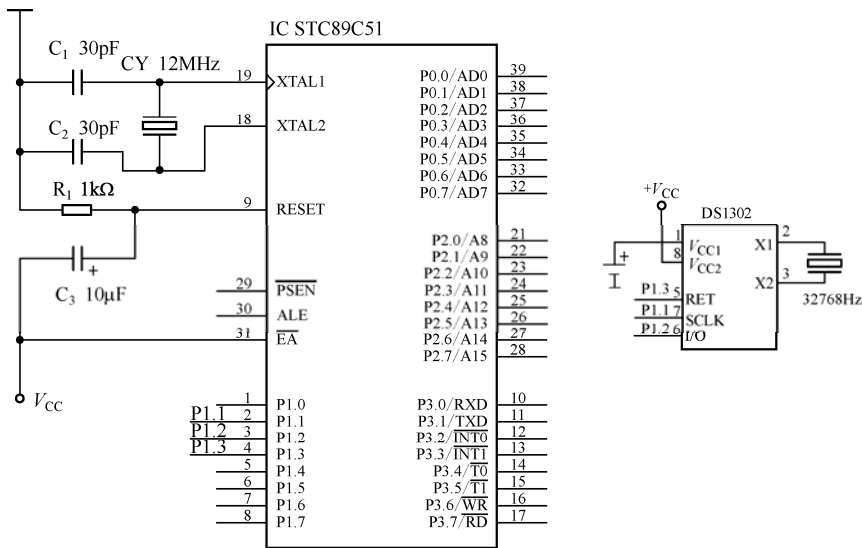 IC STC89C51
C1 30pF
CY 12MHz
19
XTAL1
C2 30pF
18
XTAL2
R1 1kΩ
9
RESET
C3 10μF
+
29
PSEN
30
ALE
31
EA
VCC
1
P1.0
P1.1
2
P1.1
P1.2
3
P1.2
P1.3
4
P1.3
5
P1.4
6
P1.5
7
P1.6
8
P1.7
P0.0/AD0
39
P0.1/AD1
38
P0.2/AD2
37
P0.3/AD3
36
P0.4/AD4
35
P0.5/AD5
34
P0.6/AD6
33
P0.7/AD7
32
P2.0/A8
21
P2.1/A9
22
P2.2/A10
23
P2.3/A11
24
P2.4/A12
25
P2.5/A13
26
P2.6/A14
27
P2.7/A15
28
P3.0/RXD
10
P3.1/TXD
11
P3.2/INT0
12
P3.3/INT1
13
P3.4/T0
14
P3.5/T1
15
P3.6/WR
16
P3.7/RD
17
+VCC
DS1302
1
VCC1
8
VCC2
+
X1
2
X2
3
32768Hz
P1.3
5
RET
P1.1
7
SCLK
P1.2
6
I/O